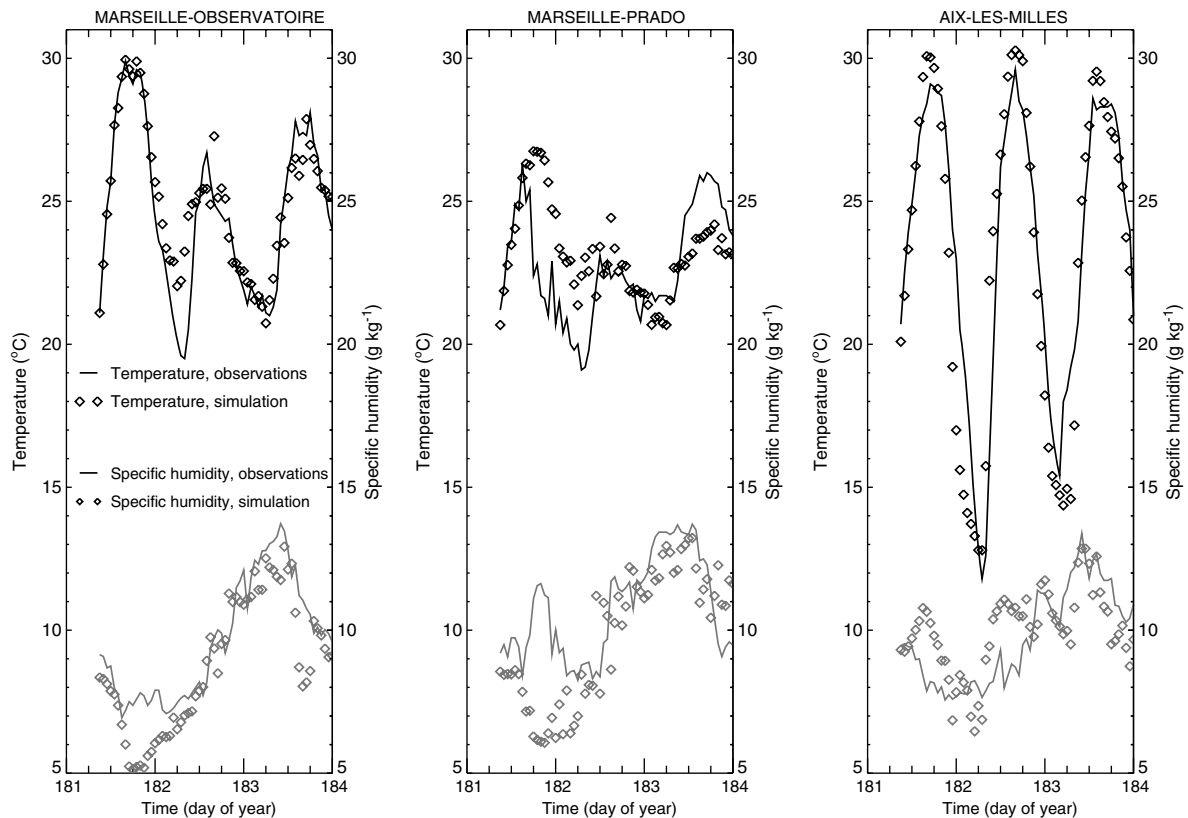 MARSEILLE-OBSERVATOIRE
30
25
20
15
10
5
30
25
20
15
10
5
Temperature (°C)
Specific humidity (g kg⁻¹)
Temperature, observations
Temperature, simulation
Specific humidity, observations
Specific humidity, simulation
181 182 183 184
Time (day of year)
MARSEILLE-PRADO
30
25
20
15
10
5
30
25
20
15
10
5
Temperature (°C)
Specific humidity (g kg⁻¹)
181 182 183 184
Time (day of year)
AIX-LES-MILLES
30
25
20
15
10
5
30
25
20
15
10
5
Temperature (°C)
Specific humidity (g kg⁻¹)
181 182 183 184
Time (day of year)